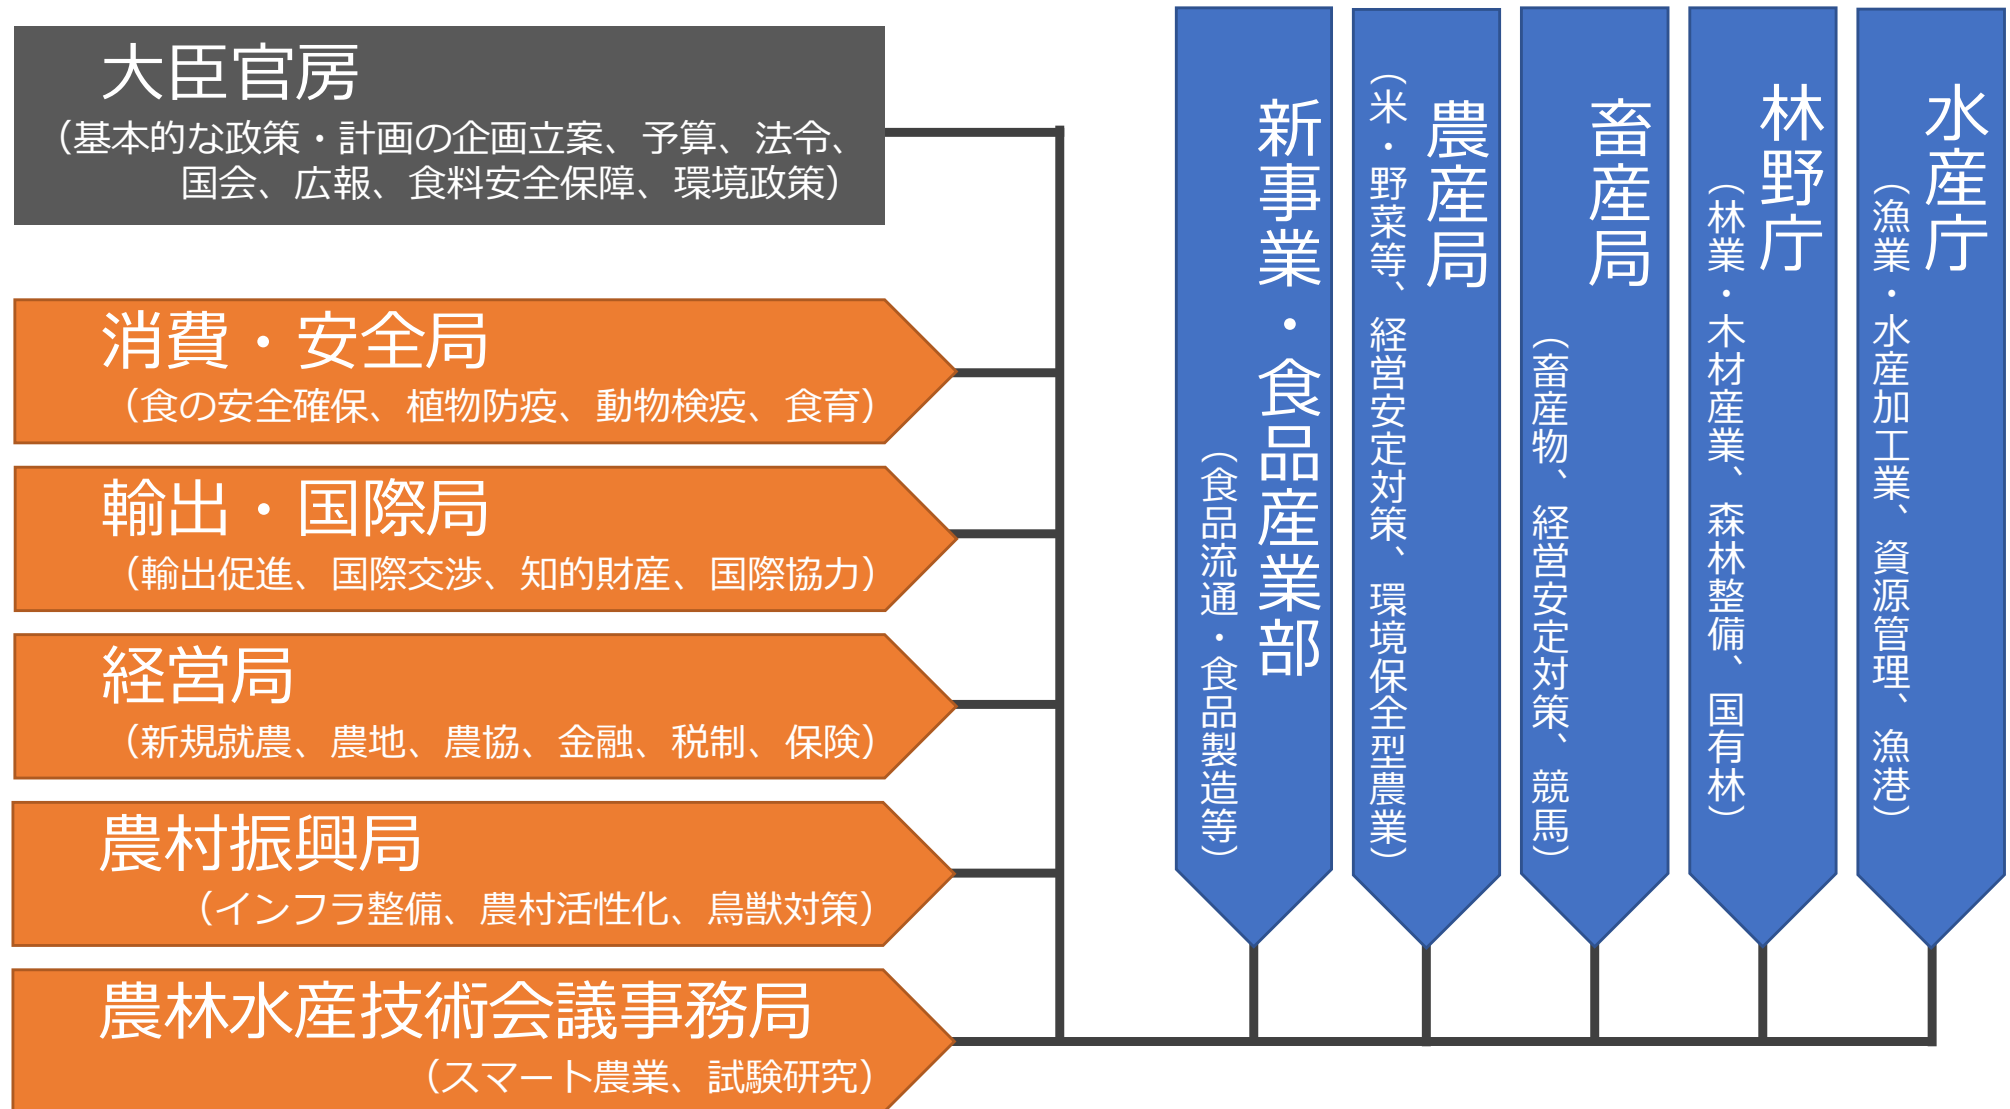 大臣官房
（基本的な政策・計画の企画立案、予算、法令、
国会、広報、食料安全保障、環境政策）
消費・安全局
（食の安全確保、植物防疫、動物検疫、食育）
輸出・国際局
（輸出促進、国際交渉、知的財産、国際協力）
経営局
（新規就農、農地、農協、金融、税制、保険）
農村振興局
（インフラ整備、農村活性化、鳥獣対策）
農林水産技術会議事務局
（スマート農業、試験研究）
新事業・食品産業部
（食品流通・食品製造等）
農産局
（米・野菜等、経営安定対策、環境保全型農業）
畜産局
（畜産物、経営安定対策、競馬）
林野庁
（林業・木材産業、森林整備、国有林）
水産庁
（漁業・水産加工業、資源管理、漁港）